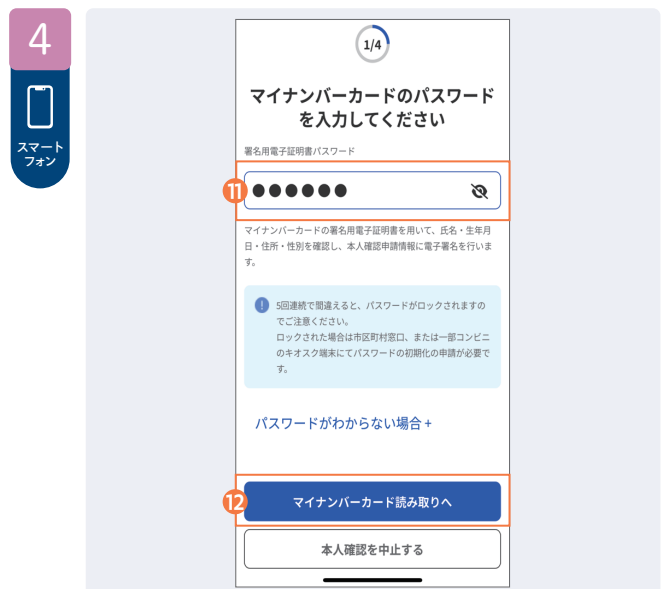 4
スマート
フォン
1/4
マイナンバーカードのパスワード
を入力してください
署名用電子証明書パスワード
11
●●●●●●
マイナンバーカードの署名用電子証明書を用いて、氏名・生年月
日・住所・性別を確認し、本人確認申請情報に電子署名を行いま
す。
! 5回連続で間違えると、パスワードがロックされますの
でご注意ください。
ロックされた場合は市区町村窓口、または一部コンビニ
のキオスク端末にてパスワードの初期化の申請が必要で
す。
パスワードがわからない場合 +
12 マイナンバーカード読み取りへ
本人確認を中止する